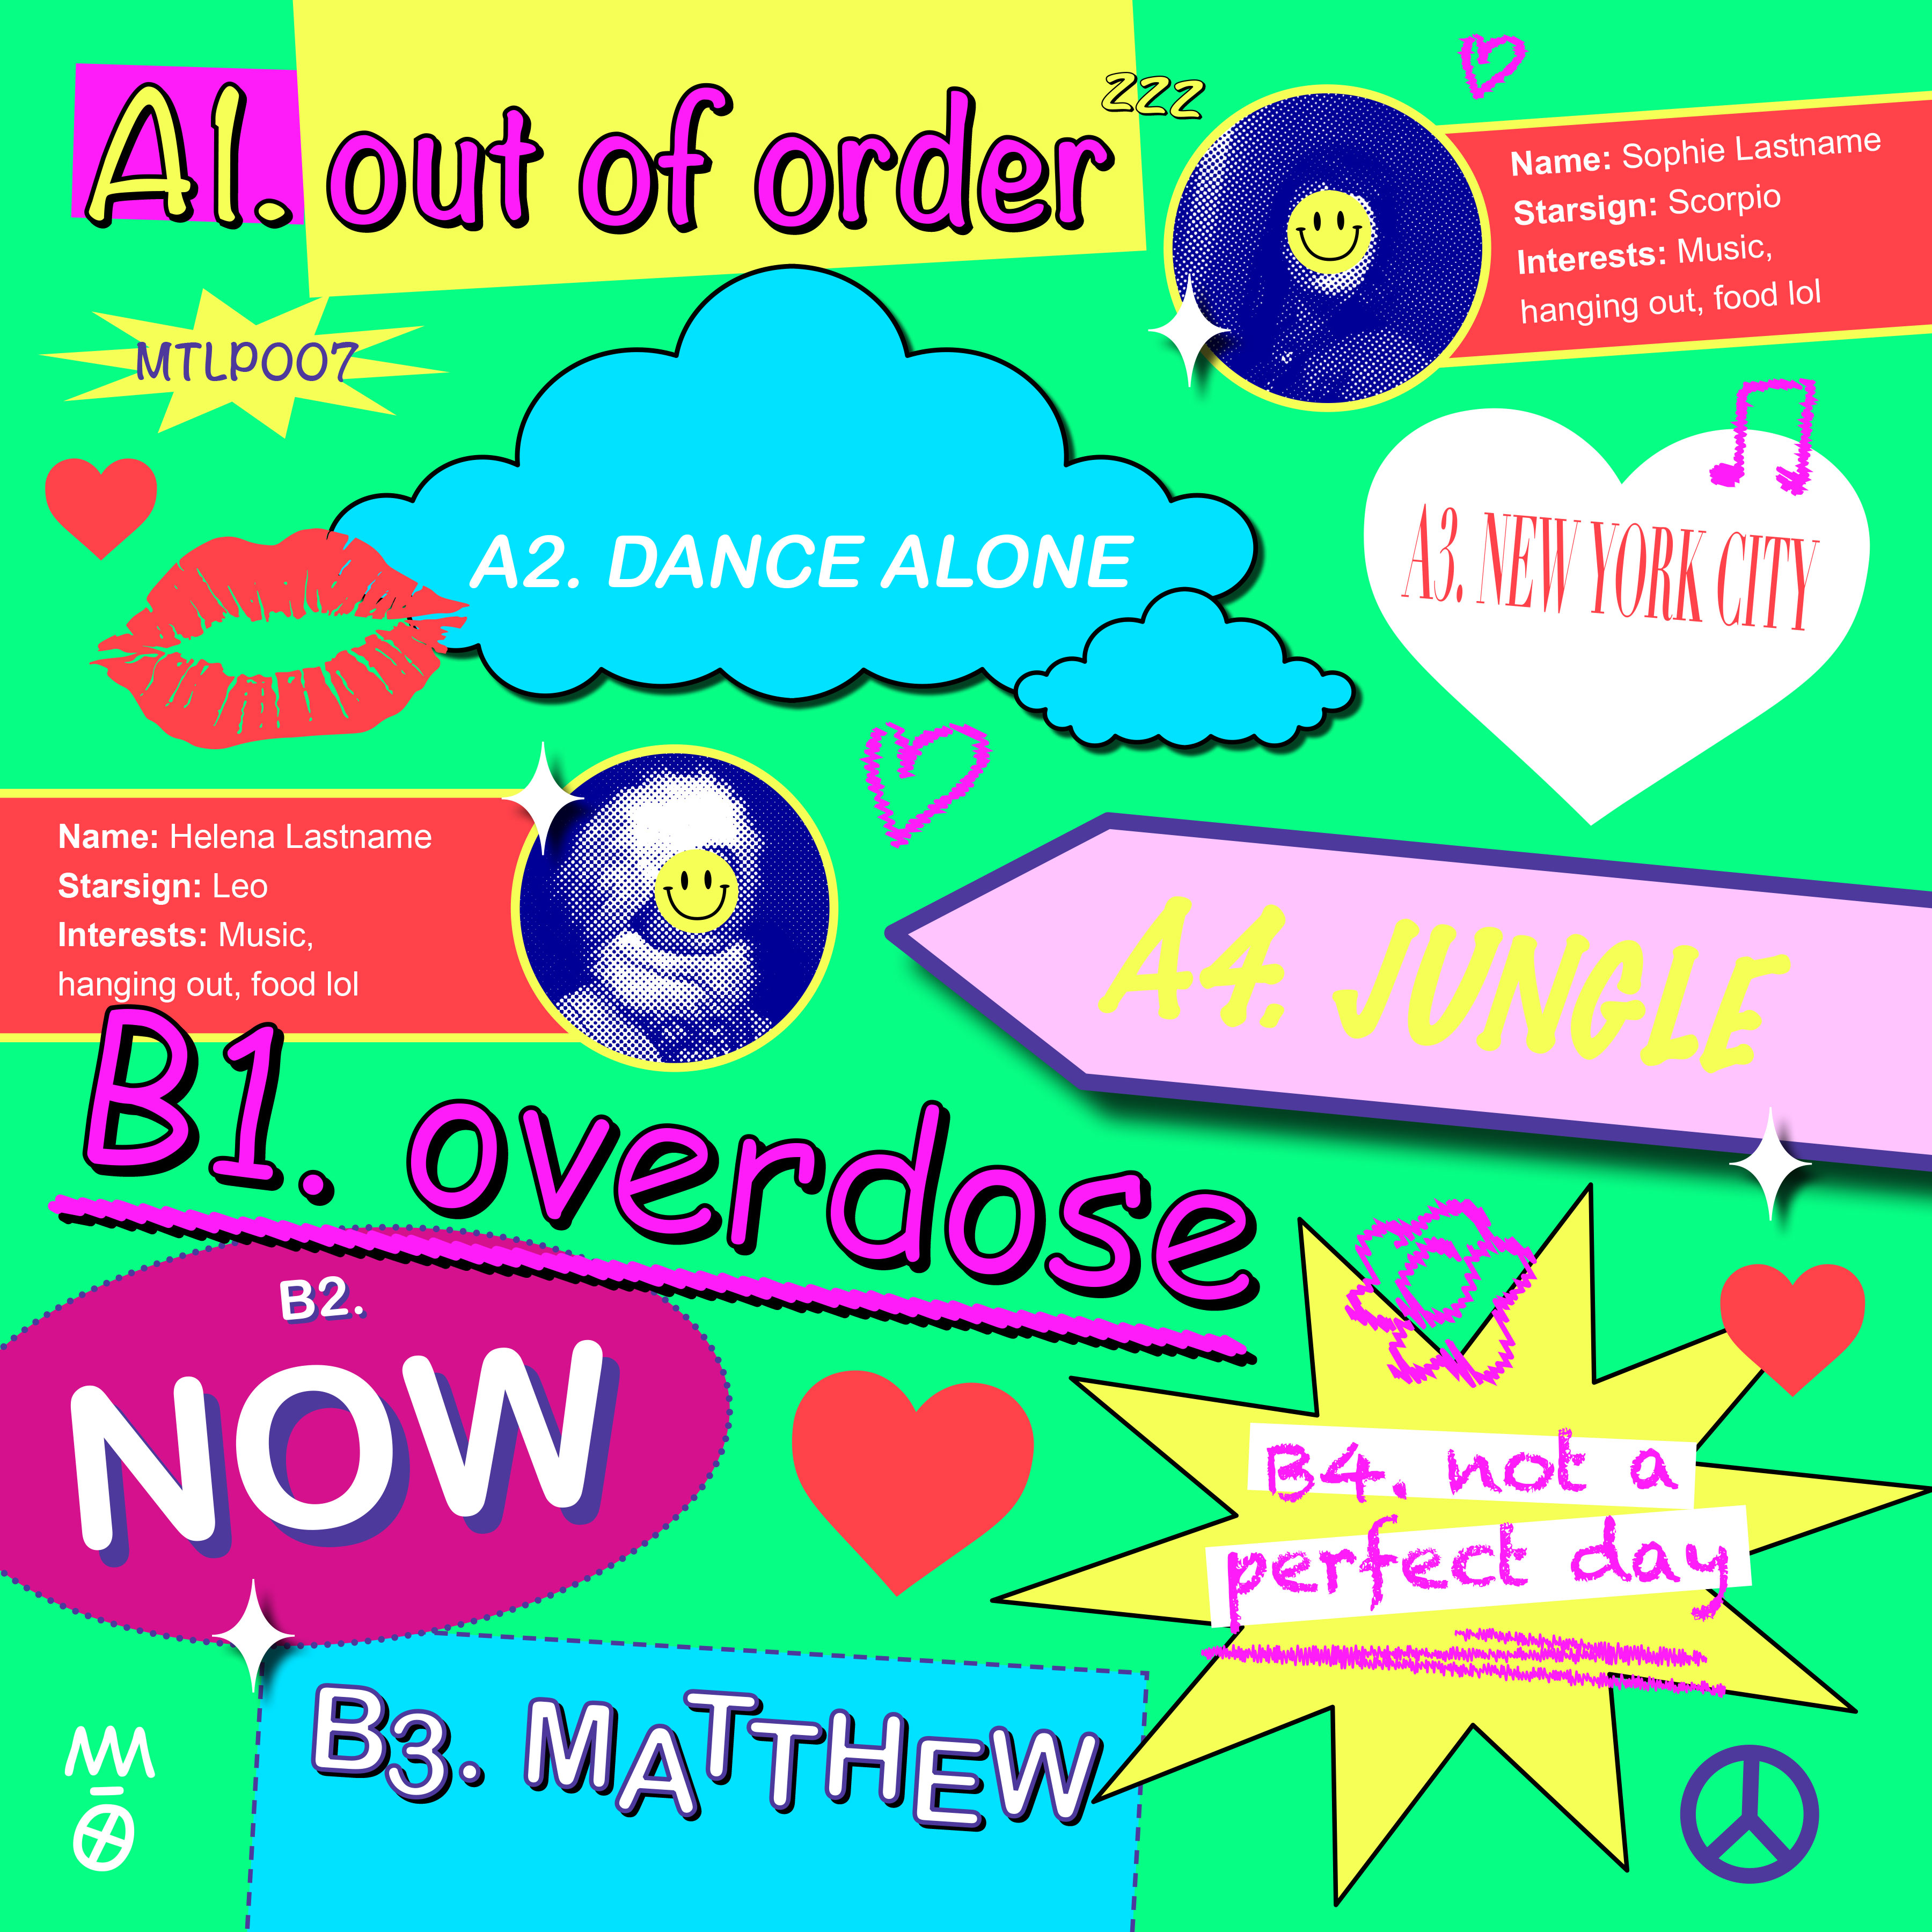 A1. out of order
zzz
Name: Sophie Lastname
Starsign: Scorpio
Interests: Music,
hanging out, food lol
MTLP007
A2. DANCE ALONE
A3. NEW YORK CITY
Name: Helena Lastname
Starsign: Leo
Interests: Music,
hanging out, food lol
A4. JUNGLE
B1. overdose
B2.
NOW
B4. not a
perfect day
B3. MATTHEW